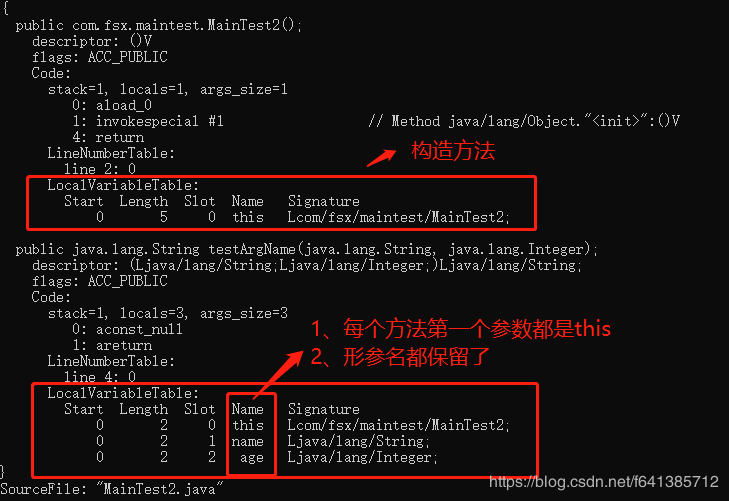 {
  public com.fsx.maintest.MainTest2();
    descriptor: ()V
    flags: ACC_PUBLIC
    Code:
      stack=1, locals=1, args_size=1
         0: aload_0
         1: invokespecial #1                  // Method java/lang/Object."<init>":()V
         4: return
      LineNumberTable:
        line 2: 0
构造方法
      LocalVariableTable:
        Start  Length  Slot  Name   Signature
            0       5     0  this   Lcom/fsx/maintest/MainTest2;
  public java.lang.String testArgName(java.lang.String, java.lang.Integer);
    descriptor: (Ljava/lang/String;Ljava/lang/Integer;)Ljava/lang/String;
    flags: ACC_PUBLIC
    Code:
      stack=1, locals=3, args_size=3
         0: aconst_null
         1: areturn
1、每个方法第一个参数都是this
2、形参名都保留了
      LineNumberTable:
        line 4: 0
      LocalVariableTable:
        Start  Length  Slot  Name   Signature
            0       2     0  this   Lcom/fsx/maintest/MainTest2;
            0       2     1  name   Ljava/lang/String;
            0       2     2   age   Ljava/lang/Integer;
}
SourceFile: "MainTest2.java"
https://blog.csdn.net/f641385712